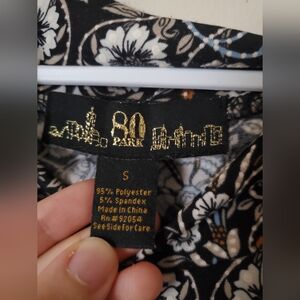 80
PARK
S
95% Polyester
5% Spandex
Made in China
Rn# 92054
See Side for Care